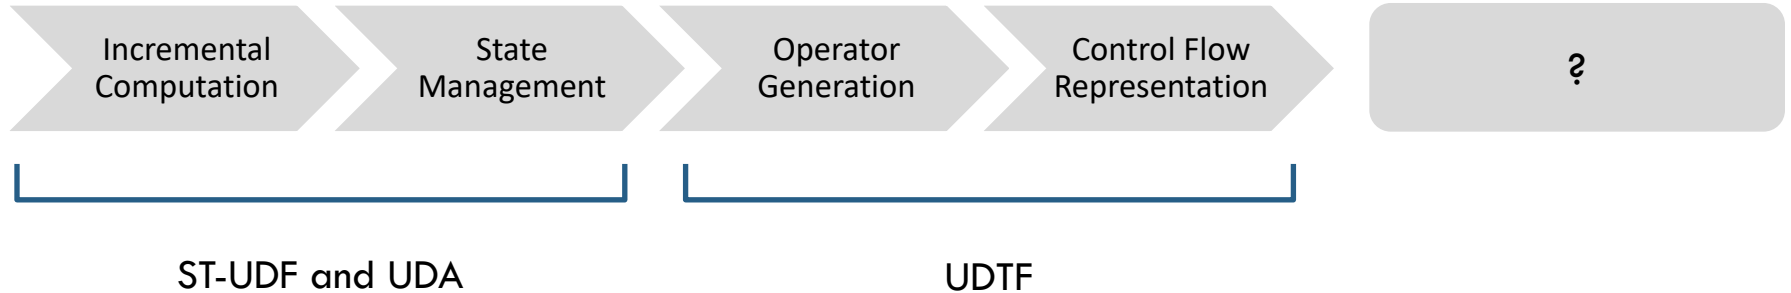 Incremental
Computation
State
Management
Operator
Generation
Control Flow
Representation
?
ST-UDF and UDA
UDTF